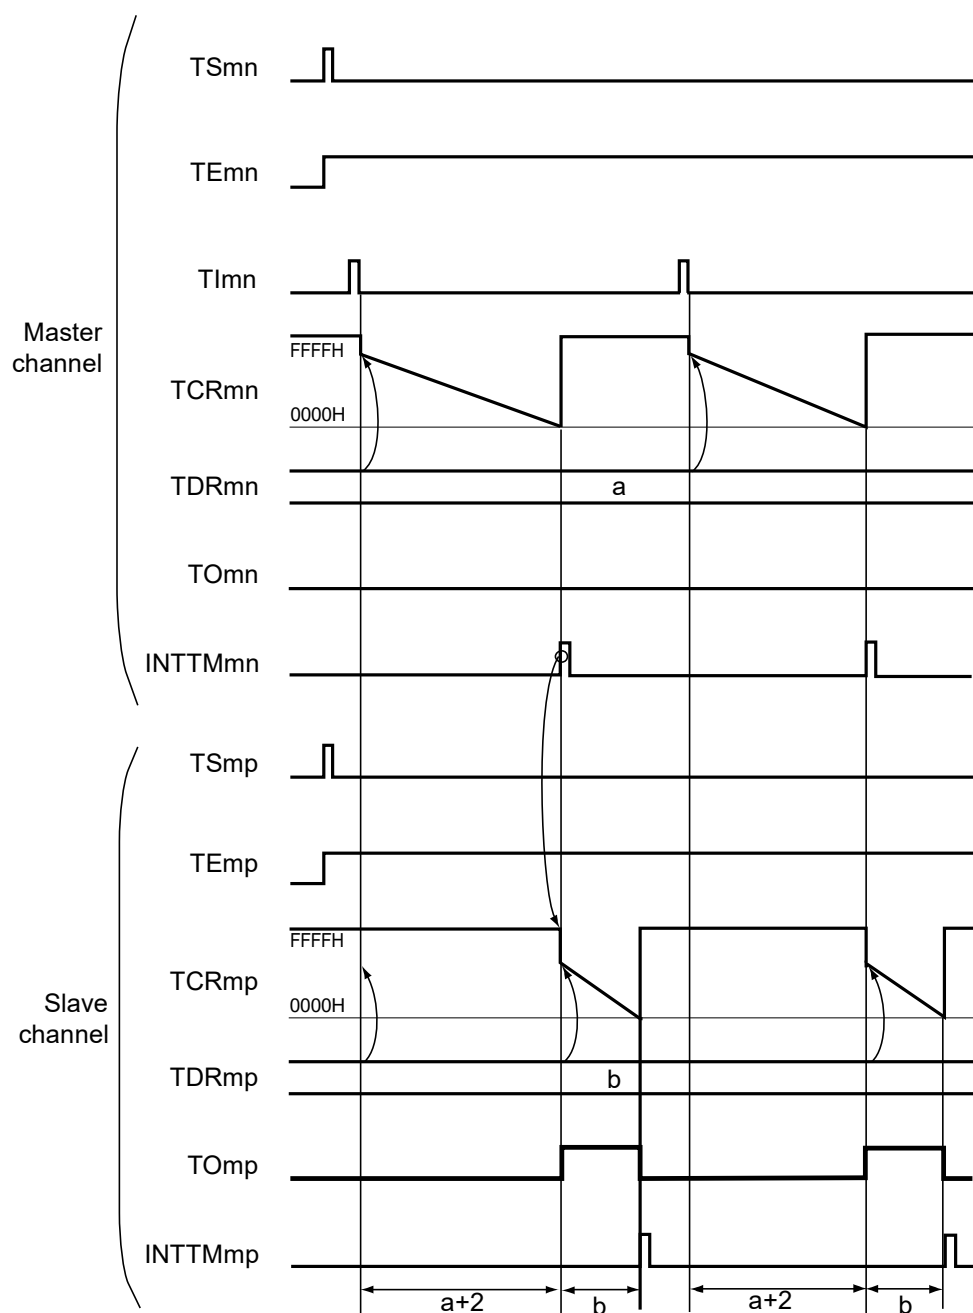 TSmn
TEmn
TImn
Master
channel
FFFFH
TCRmn
0000H
TDRmn
a
TOmn
INTTMmn
TSmp
TEmp
FFFFH
TCRmp
0000H
Slave
channel
TDRmp
b
TOmp
INTTMmp
a+2
b
a+2
b